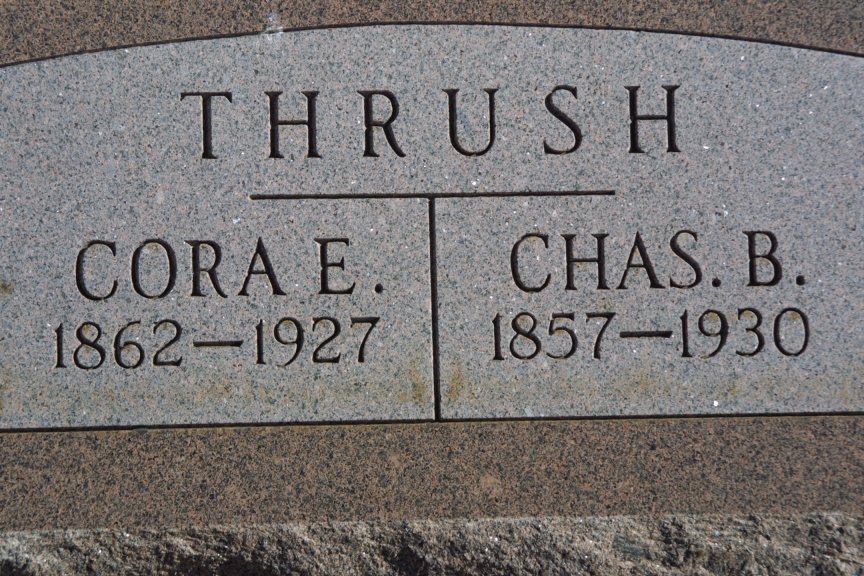 THRUSH
CORA E.
1862–1927
CHAS. B.
1857–1930